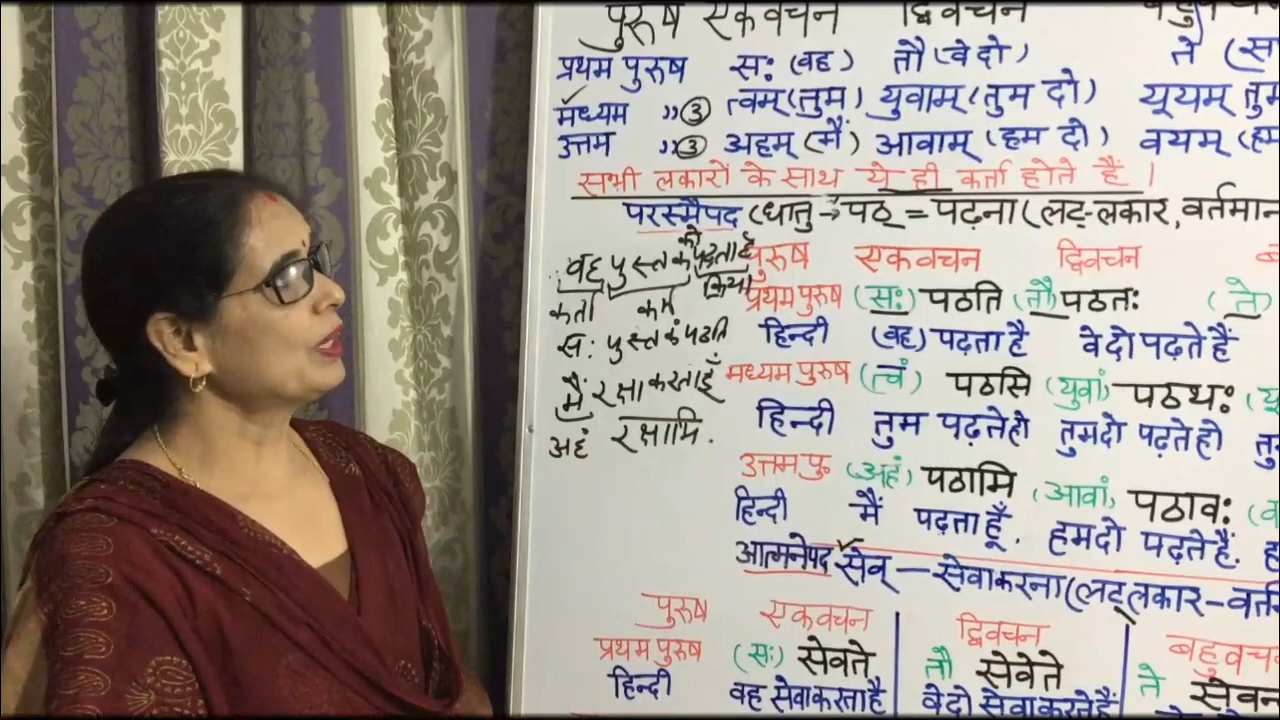 पुरुष एकवचन द्विवचन
प्रथम पुरुष सः (वह) तौ (वे दो) ते
मध्यम ,, ③ त्वम् (तुम) युवाम् (तुम दो) यूयम्
उत्तम ,, ③ अहम् (मैं) आवाम् (हम दो) वयम्
सभी लकारों के साथ ये ही कर्ता होते हैं।
परस्मैपद (धातु → पठ् = पढ़ना (लट्-लकार, वर्तमान
वह पुस्तक को पढ़ता है
कर्ता कर्म क्रिया
सः पुस्तकं पठति
मैं रक्षा करता हूँ
अहं रक्षामि.
पुरुष एकवचन द्विवचन
प्रथम पुरुष (सः) पठति (तौ) पठतः (ते)
हिन्दी (वह) पढ़ता है वे दो पढ़ते हैं
मध्यम पुरुष (त्वं) पठसि (युवां) पठथः
हिन्दी तुम पढ़ते हो तुम दो पढ़ते हो
उत्तम पु. (अहं) पठामि (आवां) पठावः
हिन्दी मैं पढ़ता हूँ. हम दो पढ़ते हैं.
आत्मनेपद सेव् — सेवा करना (लट् लकार –
पुरुष एकवचन द्विवचन
प्रथम पुरुष (सः) सेवते तौ सेवेते ते
हिन्दी वह सेवा करता है वे दो सेवा करते हैं